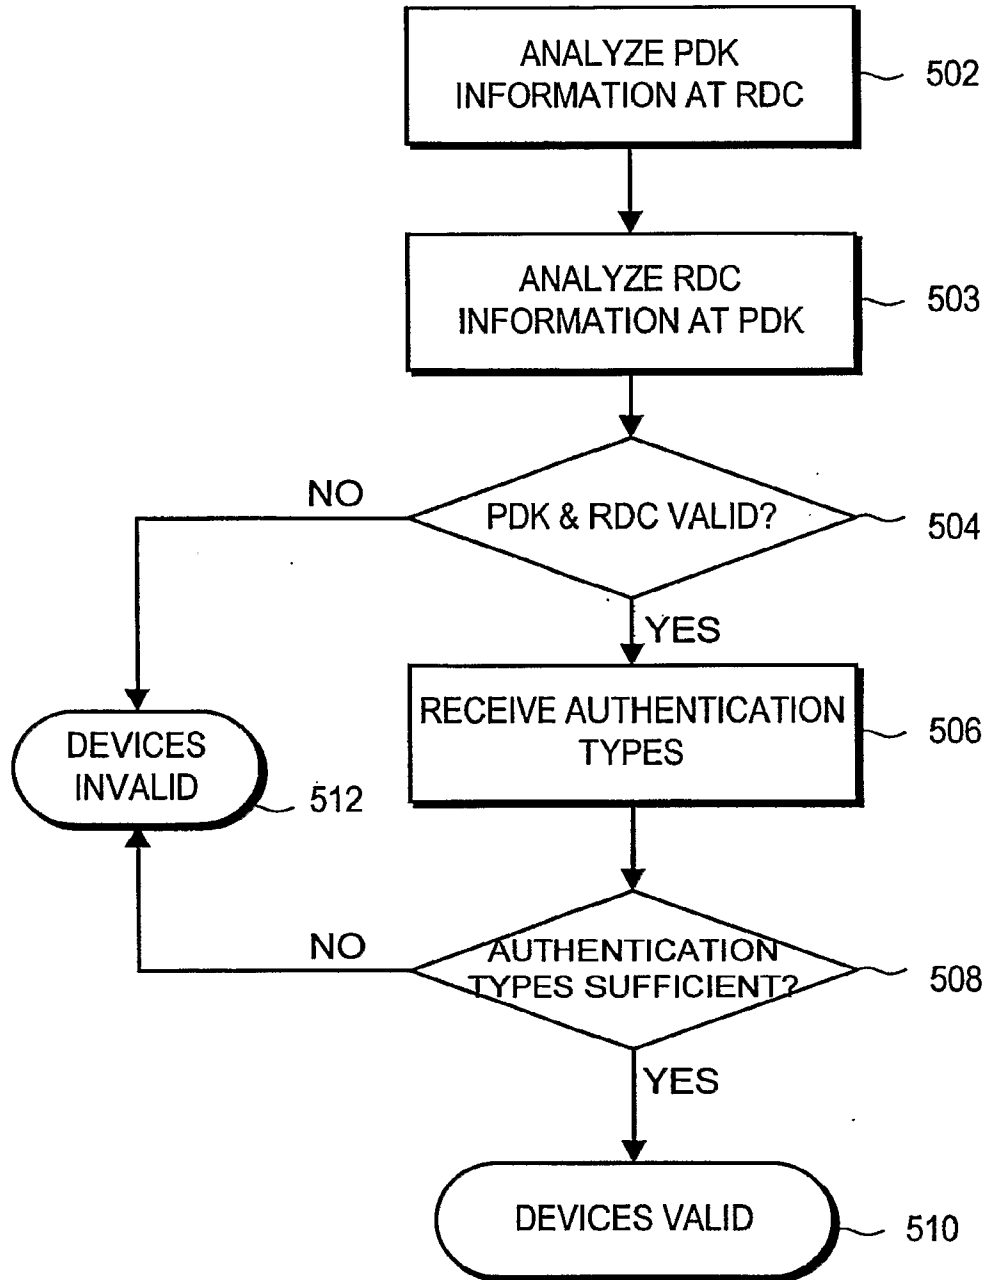 ANALYZE PDK
INFORMATION AT RDC
502
ANALYZE RDC
INFORMATION AT PDK
503
NO
PDK & RDC VALID?
504
YES
RECEIVE AUTHENTICATION
TYPES
506
DEVICES
INVALID
512
NO
AUTHENTICATION
TYPES SUFFICIENT?
508
YES
DEVICES VALID
510